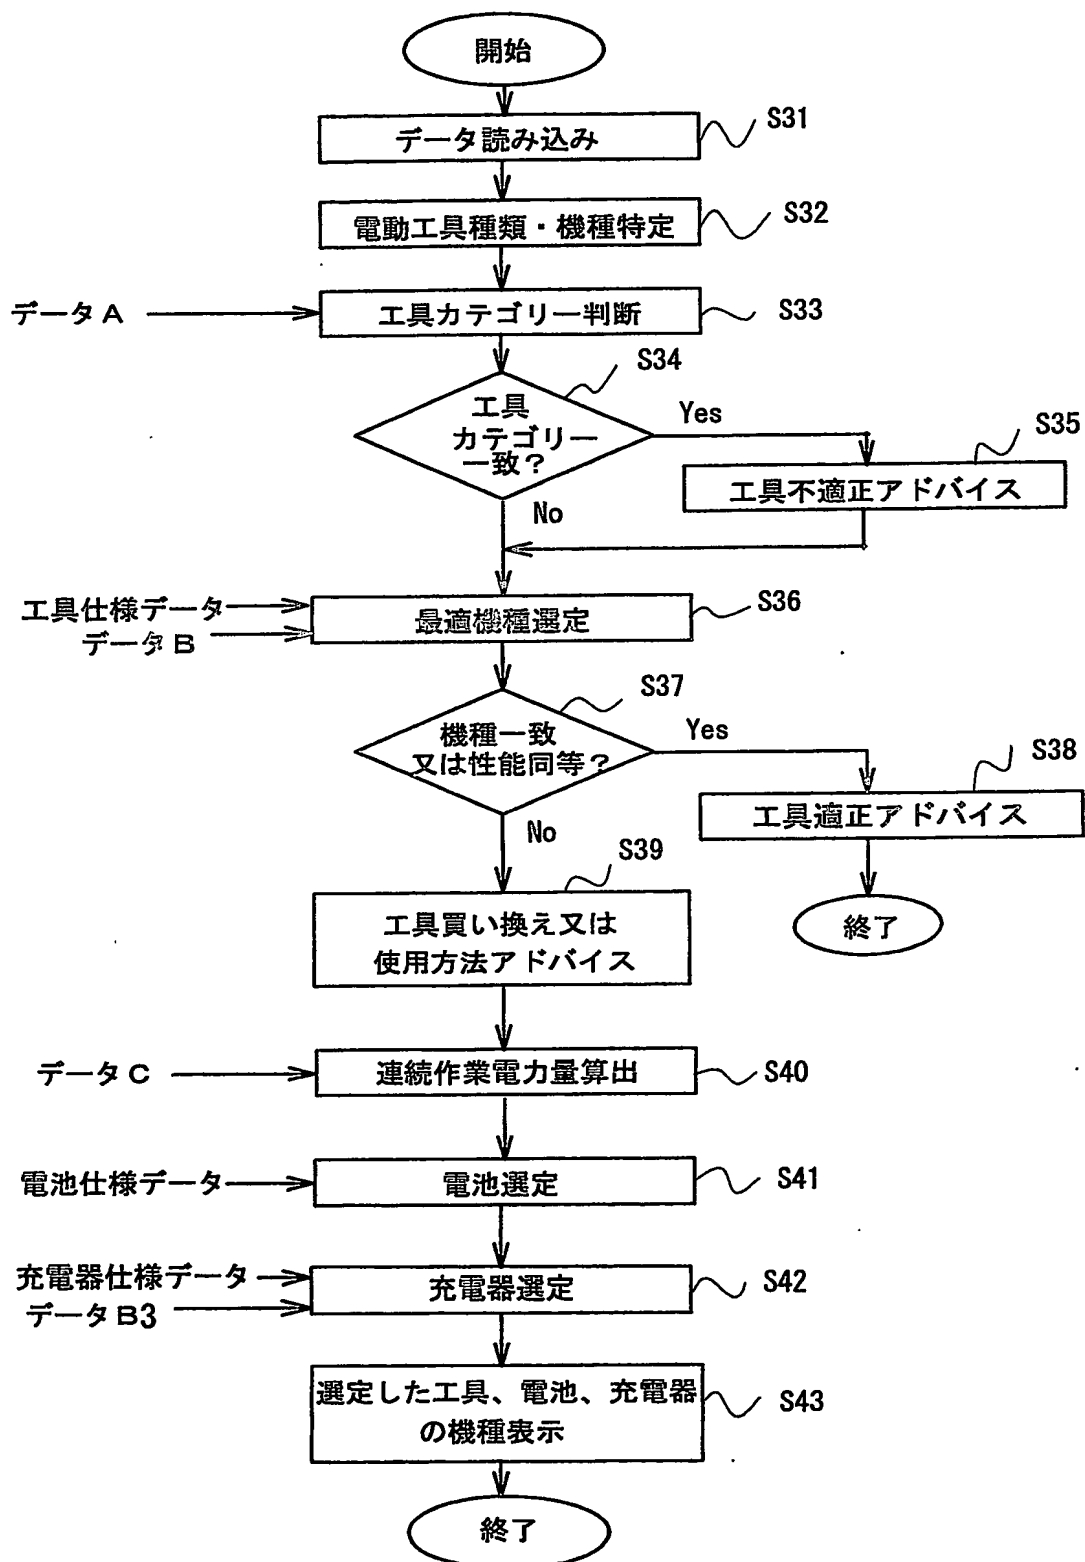 開始
データ読み込み
S31
電動工具種類・機種特定
S32
データA
工具カテゴリー判断
S33
S34
工具
カテゴリー
一致？
Yes
S35
工具不適正アドバイス
No
工具仕様データ
データB
最適機種選定
S36
S37
機種一致
又は性能同等？
Yes
S38
工具適正アドバイス
No
終了
S39
工具買い換え又は
使用方法アドバイス
データC
連続作業電力量算出
S40
電池仕様データ
電池選定
S41
充電器仕様データ
データB3
充電器選定
S42
選定した工具、電池、充電器
の機種表示
S43
終了